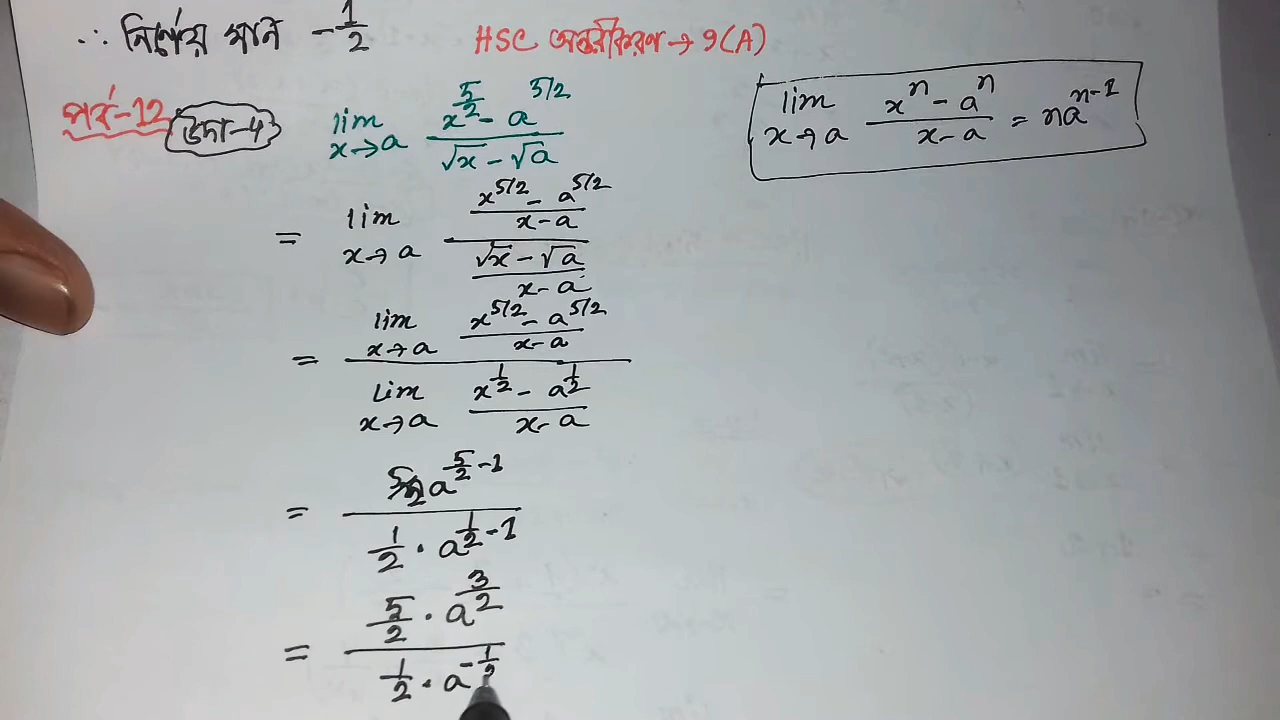 ∴ নির্ণেয় মান -1/2
HSC অন্তরীকরণ → 9(A)
পর্ব-12
উদা-4
lim x→a (x^(5/2) - a^(5/2))/(√x - √a)
lim x→a (x^n - a^n)/(x-a) = na^(n-1)
= lim x→a ((x^(5/2) - a^(5/2))/(x-a))/((√x - √a)/(x-a))
= (lim x→a (x^(5/2) - a^(5/2))/(x-a))/(lim x→a (x^(1/2) - a^(1/2))/(x-a))
= (5/2 a^(5/2 - 1))/(1/2 · a^(1/2 - 1))
= (5/2 · a^(3/2))/(1/2 · a^(-1/2))